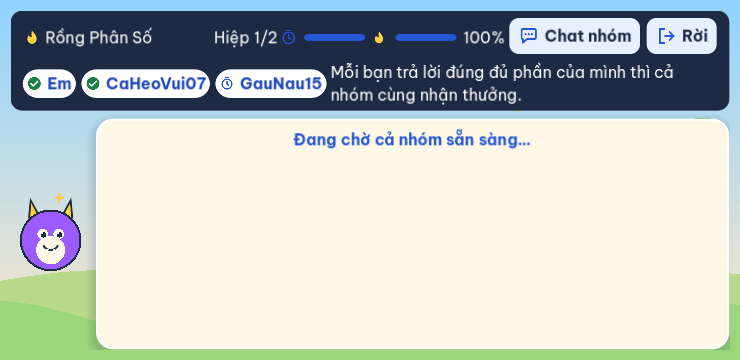 Rồng Phân Số
Hiệp 1/2
100%
Chat nhóm
Rời
Em
CaHeoVui07
GauNau15
Mỗi bạn trả lời đúng đủ phần của mình thì cả
nhóm cùng nhận thưởng.
Đang chờ cả nhóm sẵn sàng...